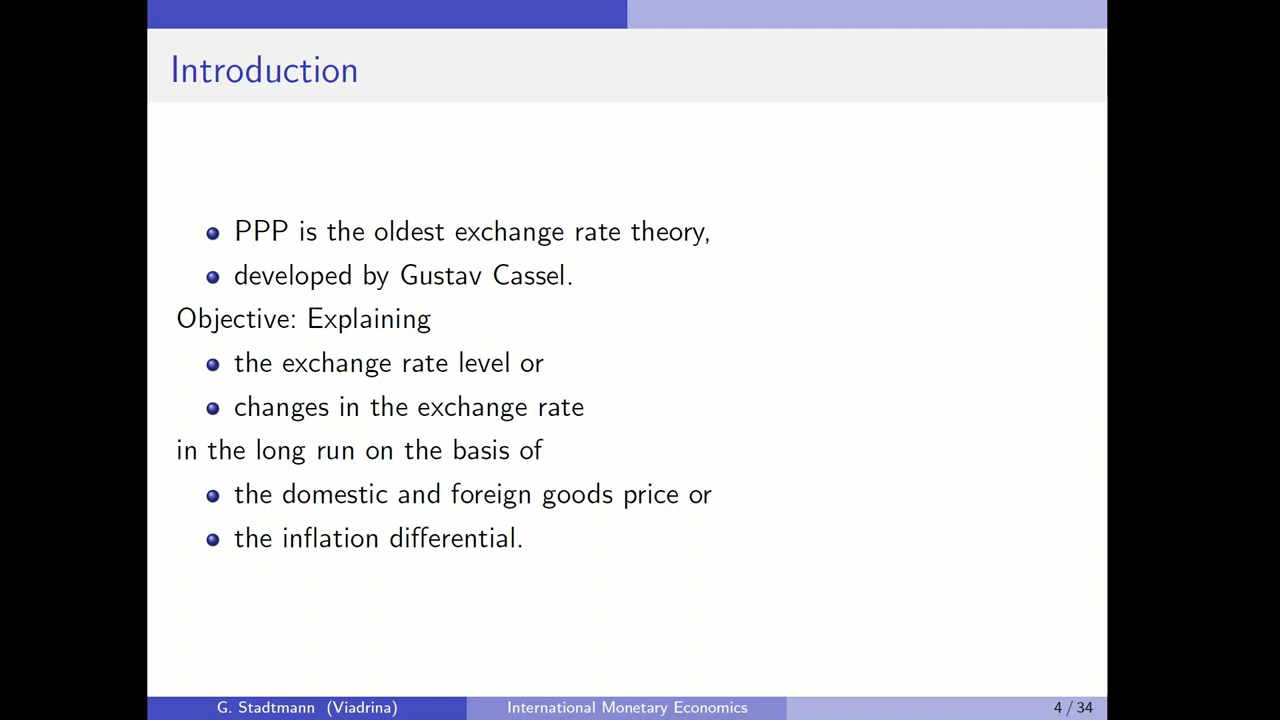 Introduction
PPP is the oldest exchange rate theory,
developed by Gustav Cassel.
Objective: Explaining
the exchange rate level or
changes in the exchange rate
in the long run on the basis of
the domestic and foreign goods price or
the inflation differential.
G. Stadtmann (Viadrina) International Monetary Economics 4 / 34